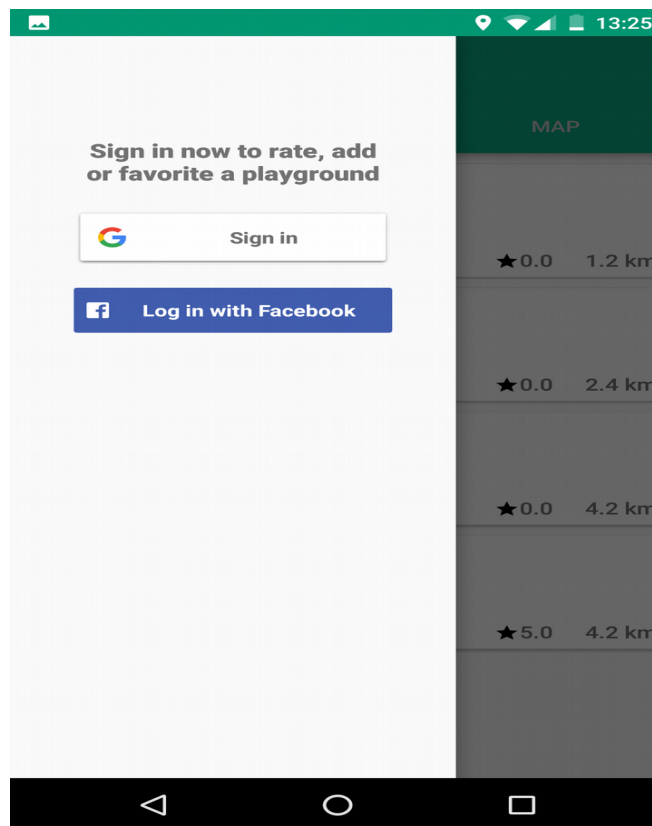 13:25
MAP
Sign in now to rate, add
or favorite a playground
Sign in
Log in with Facebook
0.0 1.2 km
0.0 2.4 km
0.0 4.2 km
5.0 4.2 km